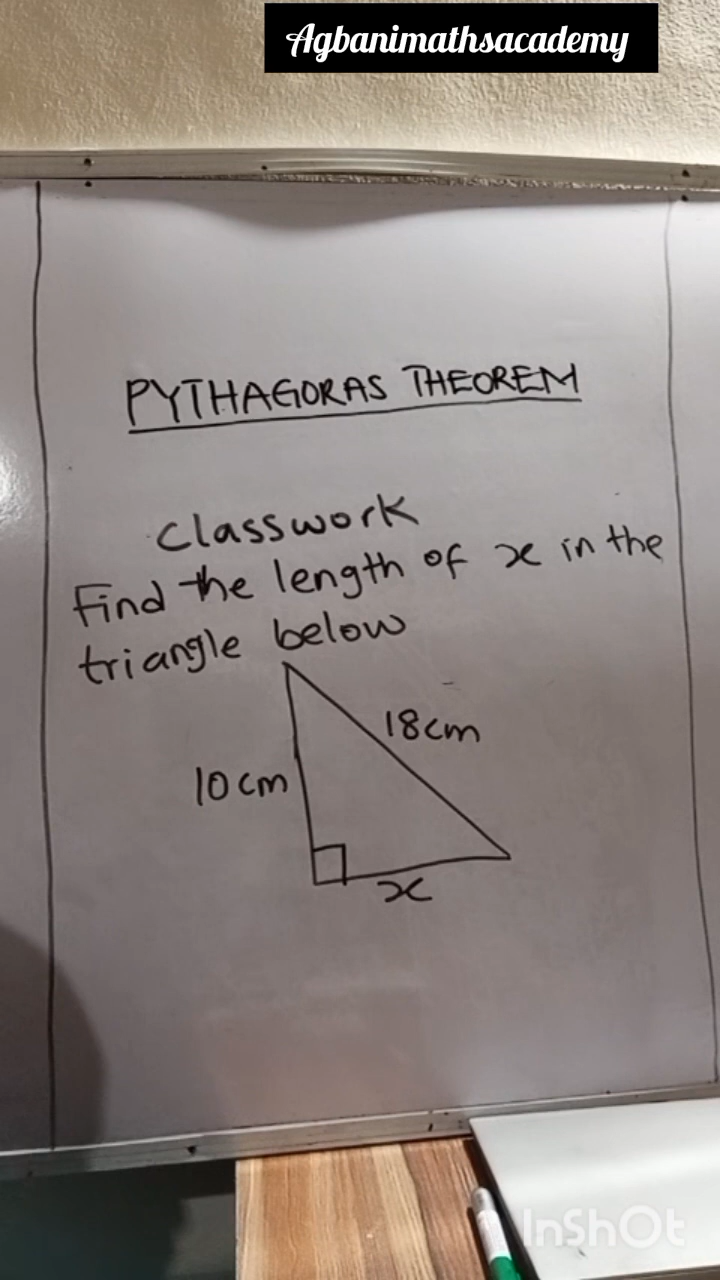 Agbanimathsacademy
PYTHAGORAS THEOREM
Classwork
Find the length of x in the
triangle below
18cm
10cm
x
InShOt